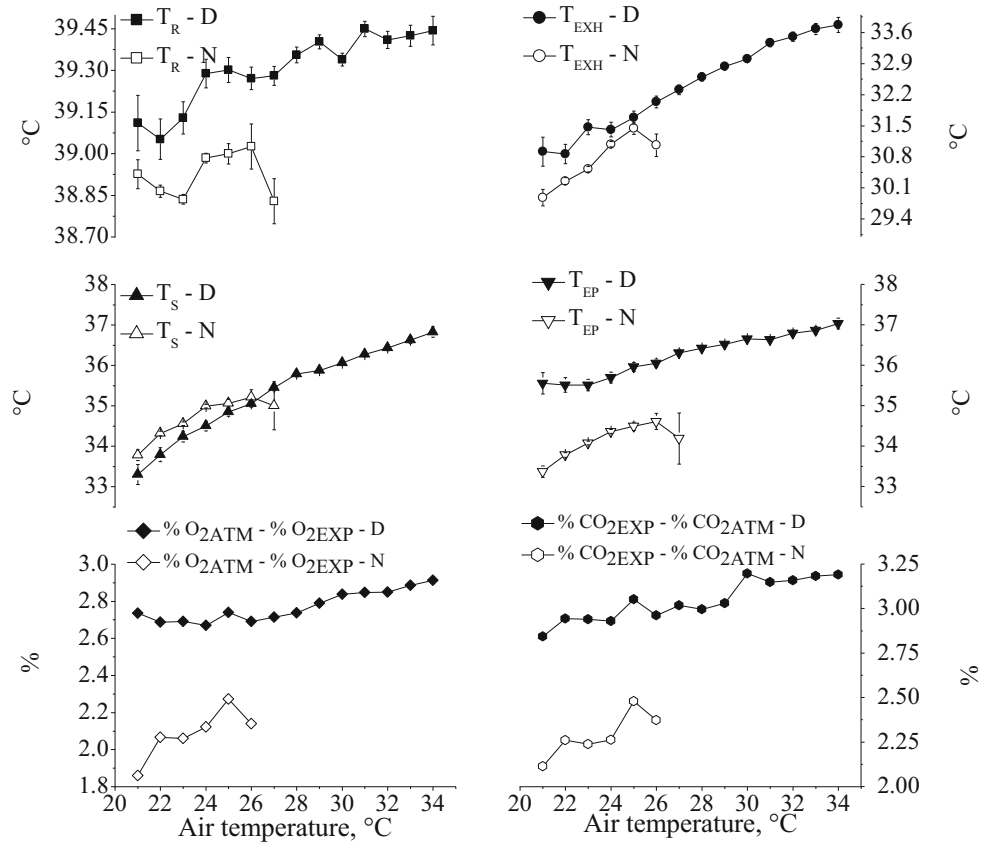 T_R - D
T_R - N
39.45
39.30
39.15
39.00
38.85
38.70
°C
T_EXH - D
T_EXH - N
33.6
32.9
32.2
31.5
30.8
30.1
29.4
°C
T_S - D
T_S - N
38
37
36
35
34
33
°C
T_EP - D
T_EP - N
38
37
36
35
34
33
°C
% O2ATM - % O2EXP - D
% O2ATM - % O2EXP - N
3.0
2.8
2.6
2.4
2.2
2.0
1.8
%
20 22 24 26 28 30 32 34
Air temperature, °C
% CO2EXP - % CO2ATM - D
% CO2EXP - % CO2ATM - N
3.25
3.00
2.75
2.50
2.25
2.00
%
20 22 24 26 28 30 32 34
Air temperature, °C